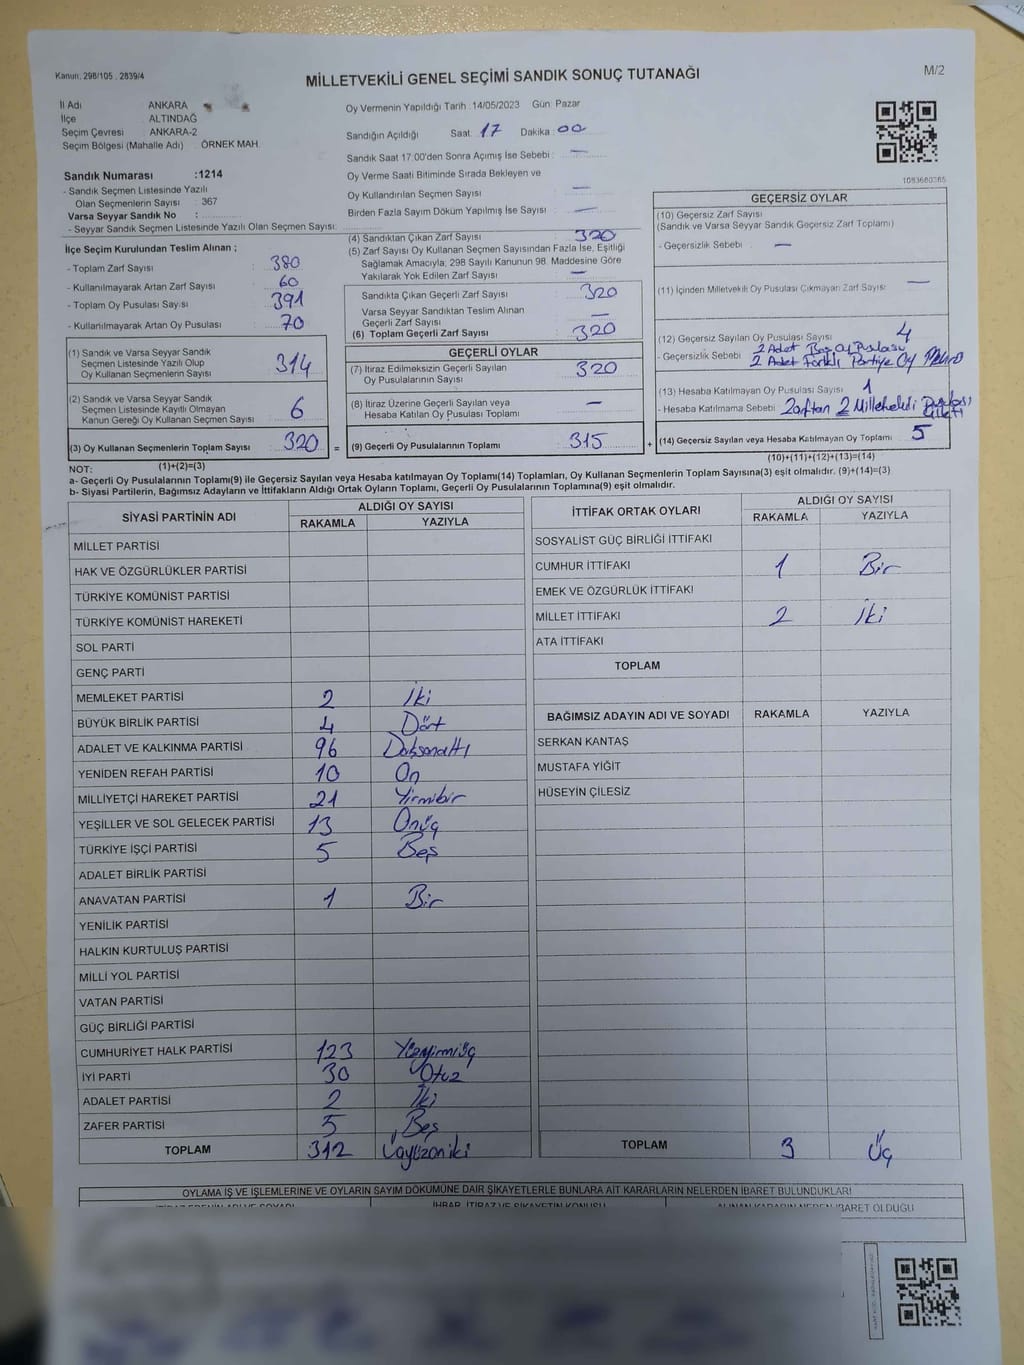 Kanun: 298/105 . 2839/4
MİLLETVEKİLİ GENEL SEÇİMİ SANDIK SONUÇ TUTANAĞI
M/2
İl Adı ANKARA
İlçe : ALTINDAĞ
Seçim Çevresi : ANKARA-2
Seçim Bölgesi (Mahalle Adı) ÖRNEK MAH.
Oy Vermenin Yapıldığı Tarih :14/05/2023 Gün: Pazar
Sandığın Açıldığı Saat: 17 Dakika: 00
Sandık Saat 17:00'den Sonra Açmış İse Sebebi : —
Oy Verme Saati Bitiminde Sırada Bekleyen ve
Oy Kullandırılan Seçmen Sayısı : —
Birden Fazla Sayım Döküm Yapılmış İse Sayısı : —
Sandık Numarası :1214
- Sandık Seçmen Listesinde Yazılı
Olan Seçmenlerin Sayısı : 367
Varsa Seyyar Sandık No :
- Seyyar Sandık Seçmen Listesinde Yazılı Olan Seçmen Sayısı:
İlçe Seçim Kurulundan Teslim Alınan ;
- Toplam Zarf Sayısı : 380
- Kullanılmayarak Artan Zarf Sayısı : 60
- Toplam Oy Pusulası Sayısı : 391
- Kullanılmayarak Artan Oy Pusulası : 70
(1) Sandık ve Varsa Seyyar Sandık
Seçmen Listesinde Yazılı Olup
Oy Kullanan Seçmenlerin Sayısı : 314
(2) Sandık ve Varsa Seyyar Sandık
Seçmen Listesinde Kayıtlı Olmayan
Kanun Gereği Oy Kullanan Seçmen Sayısı : 6
(3) Oy Kullanan Seçmenlerin Toplam Sayısı : 320 =
(1)+(2)=(3)
(4) Sandıktan Çıkan Zarf Sayısı : 320
(5) Zarf Sayısı Oy Kullanan Seçmen Sayısından Fazla İse, Eşitliği
Sağlamak Amacıyla; 298 Sayılı Kanunun 98. Maddesine Göre
Yakılarak Yok Edilen Zarf Sayısı : —
Sandıkta Çıkan Geçerli Zarf Sayısı : 320
Varsa Seyyar Sandıktan Teslim Alınan
Geçerli Zarf Sayısı : —
(6) Toplam Geçerli Zarf Sayısı : 320
GEÇERLİ OYLAR
(7) İtiraz Edilmeksizin Geçerli Sayılan
Oy Pusulalarının Sayısı : 320
(8) İtiraz Üzerine Geçerli Sayılan veya
Hesaba Katılan Oy Pusulası Toplamı : —
(9) Geçerli Oy Pusulalarının Toplamı : 315 +
1083660365
GEÇERSİZ OYLAR
(10) Geçersiz Zarf Sayısı
(Sandık ve Varsa Seyyar Sandık Geçersiz Zarf Toplamı)
- Geçersizlik Sebebi : —
(11) İçinden Milletvekili Oy Pusulası Çıkmayan Zarf Sayısı : —
(12) Geçersiz Sayılan Oy Pusulası Sayısı : 4
- Geçersizlik Sebebi : 2 Adet Boş Oy Pusulası
2 Adet Farklı Partiye Oy
(13) Hesaba Katılmayan Oy Pusulası Sayısı : 1
- Hesaba Katılmama Sebebi : Zarftan 2 Milletvekili Pusulası
(14) Geçersiz Sayılan veya Hesaba Katılmayan Oy Toplamı : 5
(10)+(11)+(12)+(13)=(14)
NOT:
a- Geçerli Oy Pusulalarının Toplamı(9) ile Geçersiz Sayılan veya Hesaba katılmayan Oy Toplamı(14) Toplamları, Oy Kullanan Seçmenlerin Toplam Sayısına(3) eşit olmalıdır. (9)+(14)=(3)
b- Siyasi Partilerin, Bağımsız Adayların ve İttifakların Aldığı Ortak Oyların Toplamı, Geçerli Oy Pusulalarının Toplamına(9) eşit olmalıdır.
SİYASİ PARTİNİN ADI ALDIĞI OY SAYISI
RAKAMLA YAZIYLA
MİLLET PARTİSİ
HAK VE ÖZGÜRLÜKLER PARTİSİ
TÜRKİYE KOMÜNİST PARTİSİ
TÜRKİYE KOMÜNİST HAREKETİ
SOL PARTİ
GENÇ PARTİ
MEMLEKET PARTİSİ 2 İki
BÜYÜK BİRLİK PARTİSİ 4 Dört
ADALET VE KALKINMA PARTİSİ 96 Doksanaltı
YENİDEN REFAH PARTİSİ 10 On
MİLLİYETÇİ HAREKET PARTİSİ 21 Yirmibir
YEŞİLLER VE SOL GELECEK PARTİSİ 13 Onüç
TÜRKİYE İŞÇİ PARTİSİ 5 Beş
ADALET BİRLİK PARTİSİ
ANAVATAN PARTİSİ 1 Bir
YENİLİK PARTİSİ
HALKIN KURTULUŞ PARTİSİ
MİLLİ YOL PARTİSİ
VATAN PARTİSİ
GÜÇ BİRLİĞİ PARTİSİ
CUMHURİYET HALK PARTİSİ 123 Yüzyirmiüç
İYİ PARTİ 30 Otuz
ADALET PARTİSİ 2 İki
ZAFER PARTİSİ 5 Beş
TOPLAM 312 Üçyüzoniki
İTTİFAK ORTAK OYLARI ALDIĞI OY SAYISI
RAKAMLA YAZIYLA
SOSYALİST GÜÇ BİRLİĞİ İTTİFAKI
CUMHUR İTTİFAKI 1 Bir
EMEK VE ÖZGÜRLÜK İTTİFAKI
MİLLET İTTİFAKI 2 İki
ATA İTTİFAKI
TOPLAM
BAĞIMSIZ ADAYIN ADI VE SOYADI RAKAMLA YAZIYLA
SERKAN KANTAŞ
MUSTAFA YİĞİT
HÜSEYİN ÇİLESİZ
TOPLAM 3 Üç
OYLAMA İŞ VE İŞLEMLERİNE VE OYLARIN SAYIM DÖKÜMÜNE DAİR ŞİKAYETLERLE BUNLARA AİT KARARLARIN NELERDEN İBARET BULUNDUKLARI